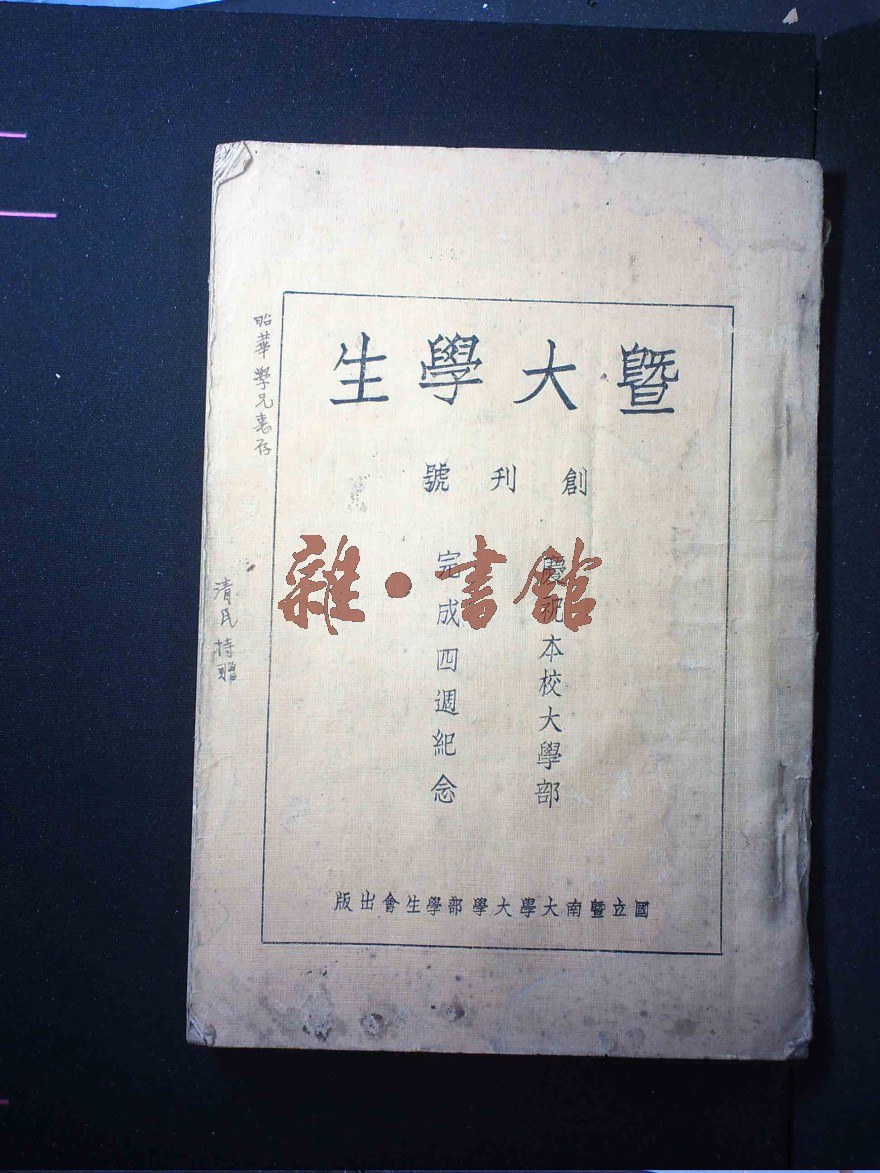 暨大學生
創刊號
慶祝本校大學部
完成四週紀念
國立暨南大學大學部學生會出版
昭華學兄惠存
清民持贈
雜·書館